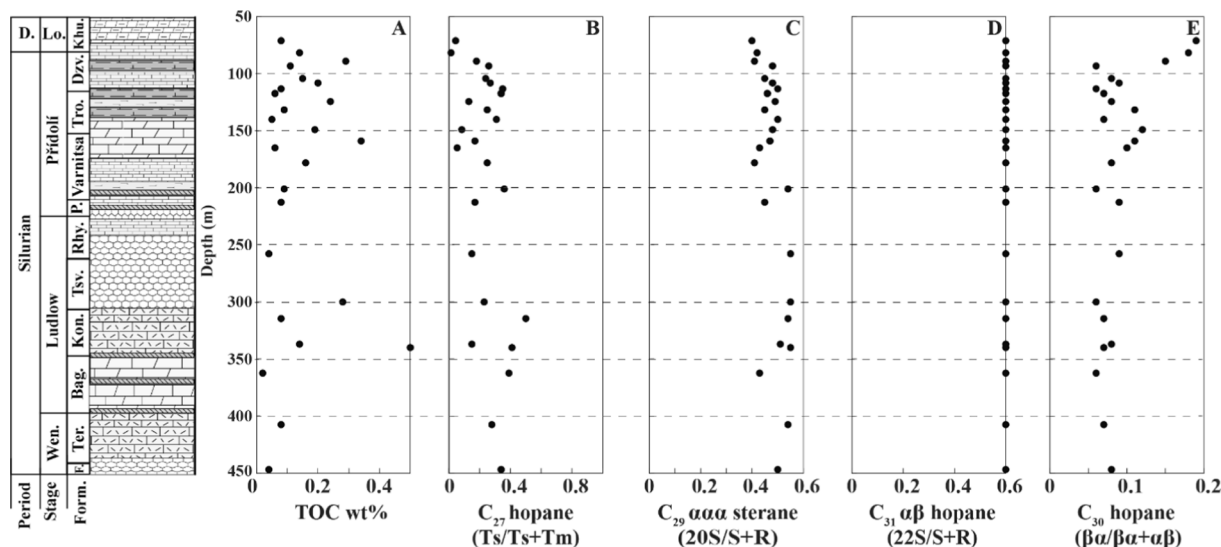 D.
Lo.
Khu.
Silurian
Přídolí
Dzv.
Tro.
Varnitsa
P.
Ludlow
Rhy.
Tsv.
Kon.
Bag.
Wen.
Ter.
F.
Period
Stage
Form.
Depth (m)
50
100
150
200
250
300
350
400
450
A
0 0.2 0.4
TOC wt%
B
0 0.4 0.8
C₂₇ hopane
(Ts/Ts+Tm)
C
0 0.2 0.4 0.6
C₂₉ ααα sterane
(20S/S+R)
D
0 0.2 0.4 0.6
C₃₁ αβ hopane
(22S/S+R)
E
0 0.1 0.2
C₃₀ hopane
(βα/βα+αβ)